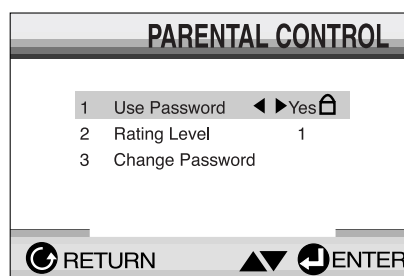 PARENTAL CONTROL
1 Use Password ◀ ▶Yes
2 Rating Level 1
3 Change Password
RETURN ▲▼ ENTER